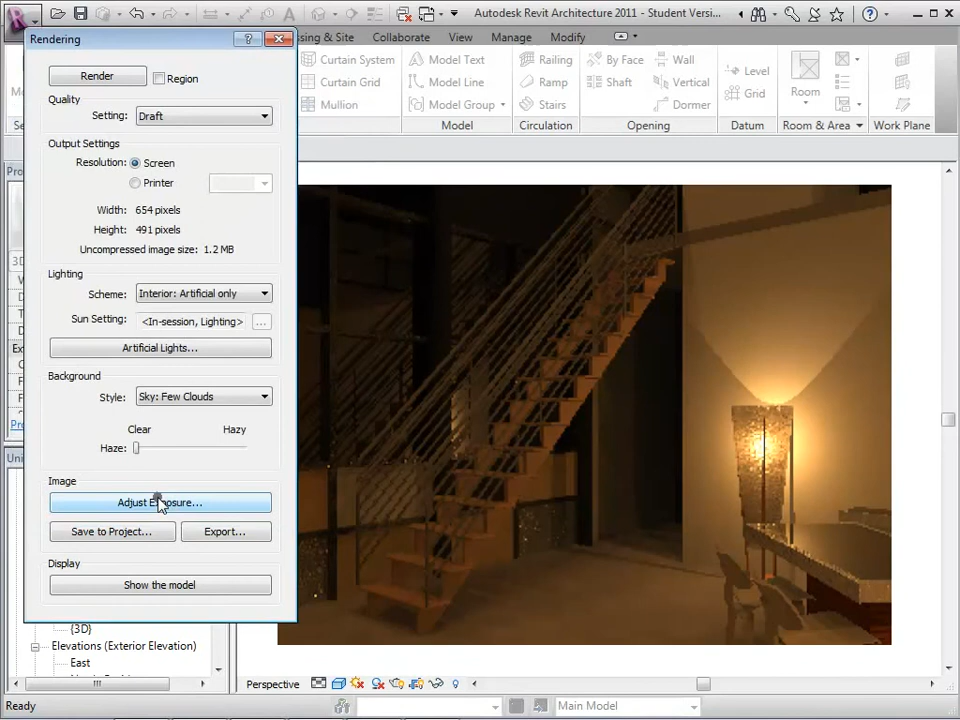 Autodesk Revit Architecture 2011 - Student Versi...
Rendering
Collaborate View Manage Modify
Curtain System Model Text Railing By Face Wall Level
Curtain Grid Model Line Ramp Shaft Vertical Grid Room
Mullion Model Group Stairs Dormer
Model Circulation Opening Datum Room & Area Work Plane
Render Region
Quality
Setting: Draft
Output Settings
Resolution: Screen
Printer
Width: 654 pixels
Height: 491 pixels
Uncompressed image size: 1.2 MB
Lighting
Scheme: Interior: Artificial only
Sun Setting: <In-session, Lighting> ...
Artificial Lights...
Background
Style: Sky: Few Clouds
Clear Hazy
Haze:
Image
Adjust Exposure...
Save to Project... Export...
Display
Show the model
{3D}
Elevations (Exterior Elevation)
East
Perspective
Ready Main Model